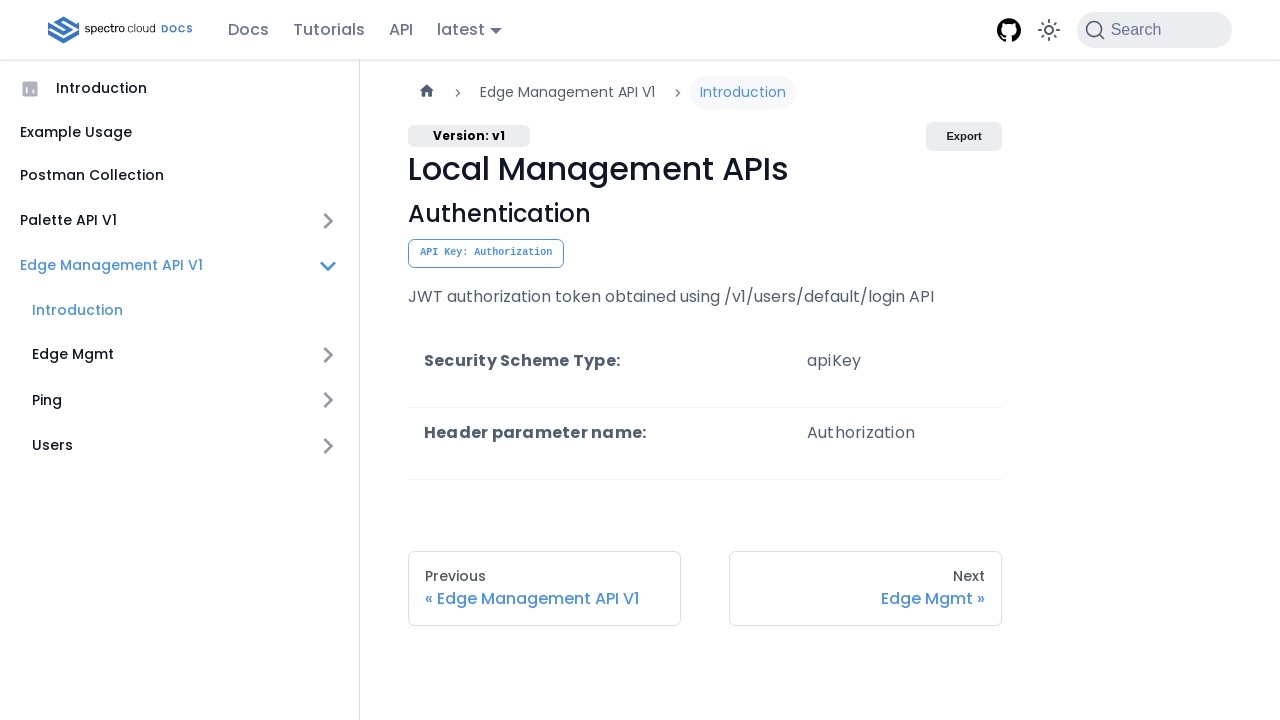 spectro cloud DOCS Docs Tutorials API latest Search
Introduction
Example Usage
Postman Collection
Palette API V1
Edge Management API V1
Introduction
Edge Mgmt
Ping
Users
Edge Management API V1 Introduction
Version: v1 Export
Local Management APIs
Authentication
API Key: Authorization
JWT authorization token obtained using /v1/users/default/login API
Security Scheme Type: apiKey
Header parameter name: Authorization
Previous
« Edge Management API V1
Next
Edge Mgmt »